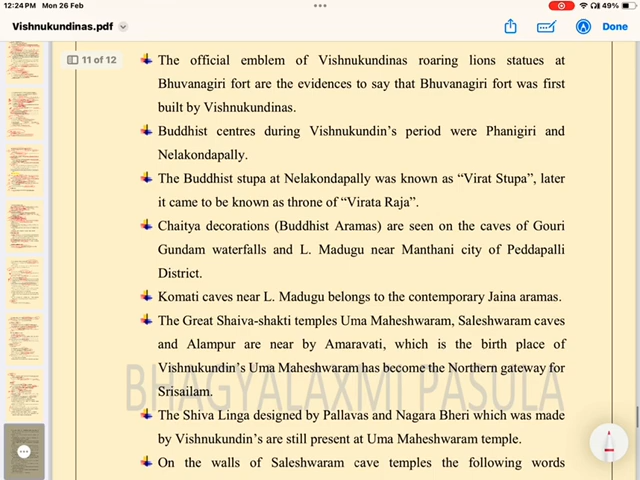 12:24 PM Mon 26 Feb
49%
Vishnukundinas.pdf
Done
11 of 12
The official emblem of Vishnukundinas roaring lions statues at
Bhuvanagiri fort are the evidences to say that Bhuvanagiri fort was first
built by Vishnukundinas.
Buddhist centres during Vishnukundin's period were Phanigiri and
Nelakondapally.
The Buddhist stupa at Nelakondapally was known as “Virat Stupa”, later
it came to be known as throne of “Virata Raja”.
Chaitya decorations (Buddhist Aramas) are seen on the caves of Gouri
Gundam waterfalls and L. Madugu near Manthani city of Peddapalli
District.
Komati caves near L. Madugu belongs to the contemporary Jaina aramas.
The Great Shaiva-shakti temples Uma Maheshwaram, Saleshwaram caves
and Alampur are near by Amaravati, which is the birth place of
Vishnukundin's Uma Maheshwaram has become the Northern gateway for
Srisailam.
BHAGYALAXMI PASULA
The Shiva Linga designed by Pallavas and Nagara Bheri which was made
by Vishnukundin's are still present at Uma Maheshwaram temple.
On the walls of Saleshwaram cave temples the following words